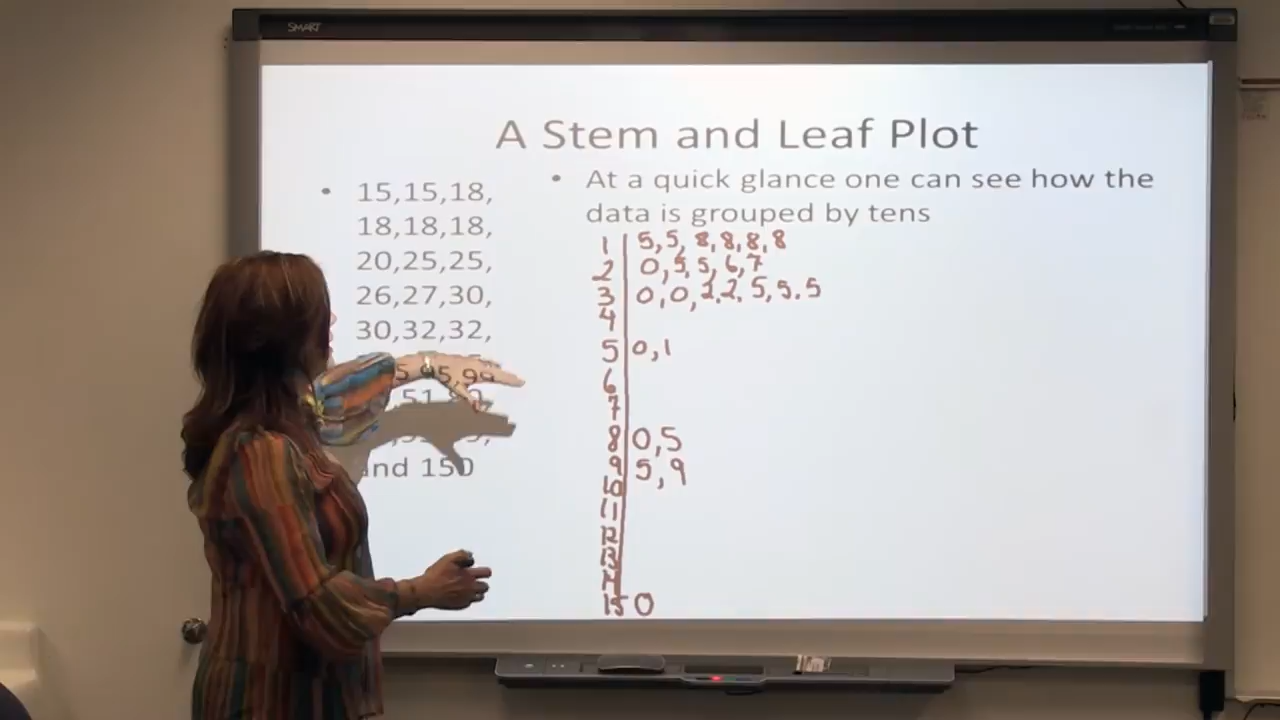 SMART
A Stem and Leaf Plot
• 15,15,18,
18,18,18,
20,25,25,
26,27,30,
30,32,32,
51,80,
and 150
• At a quick glance one can see how the
data is grouped by tens
1 | 5, 5, 8, 8, 8, 8
2 | 0, 5, 5, 6, 7
3 | 0, 0, 2, 2, 5, 5, 5
4 |
5 | 0, 1
6 |
7 |
8 | 0, 5
9 | 5, 9
10 |
11 |
12 |
13 |
14 |
15 | 0